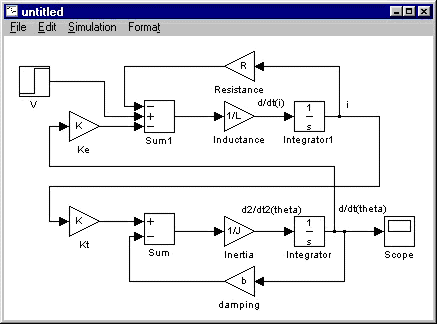 untitled
File Edit Simulation Format
R
Resistance
V
d/dt(i)
i
K
Ke
-
+
-
Sum1
1/L
Inductance
1
s
Integrator1
d2/dt2(theta)
d/dt(theta)
K
Kt
+
-
Sum
1/J
Inertia
1
s
Integrator
Scope
b
damping